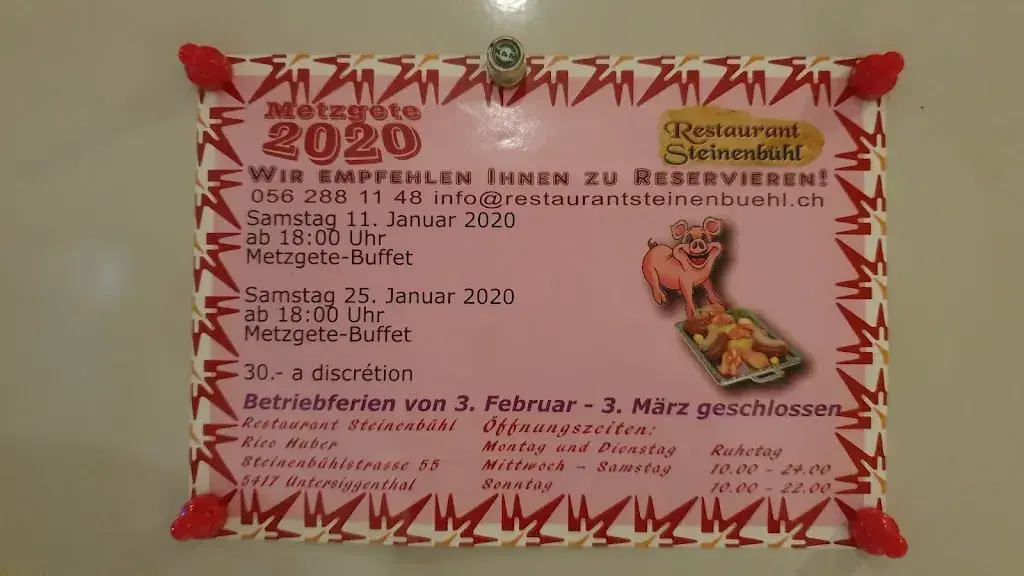 Metzgete
2020
Restaurant
Steinenbühl
WIR EMPFEHLEN IHNEN ZU RESERVIEREN!
056 288 11 48 info@restaurantsteinenbuehl.ch
Samstag 11. Januar 2020
ab 18:00 Uhr
Metzgete-Buffet
Samstag 25. Januar 2020
ab 18:00 Uhr
Metzgete-Buffet
30.- a discrétion
Betriebferien von 3. Februar - 3. März geschlossen
Restaurant Steinenbühl
Rico Huber
Steinenbühlstrasse 55
5417 Untersiggenthal
Öffnungszeiten:
Montag und Dienstag Ruhetag
Mittwoch - Samstag 10.00 - 24.00
Sonntag 10.00 - 22.00